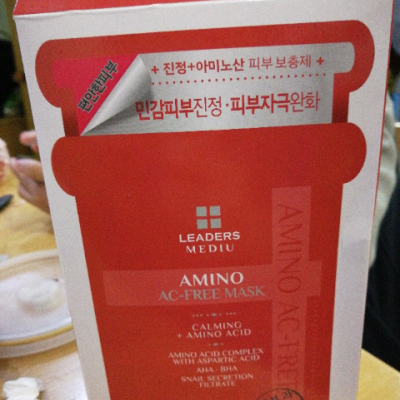 편안한피부
+ 진정+아미노산 피부 보충제 +
민감피부진정·피부자극완화
LEADERS
MEDIU
AMINO
AC-FREE MASK
CALMING
+ AMINO ACID
AMINO ACID COMPLEX
WITH ASPARTIC ACID
AHA · BHA
SNAIL SECRETION
FILTRATE
AMINO AC-FREE